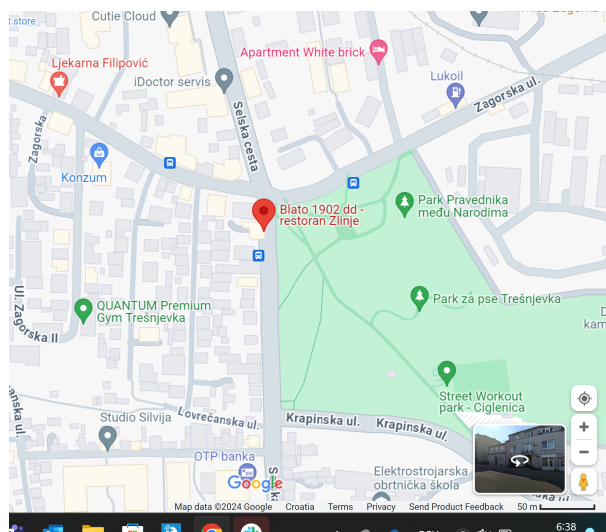 t store
Cutie Cloud
Ljekarna Filipović
iDoctor servis
Apartment White brick
Lukoil
Zagorska ul.
Selska cesta
Zagorska
Konzum
Blato 1902 dd -
restoran Zlinje
Park Pravednika
među Narodima
QUANTUM Premium
Gym Trešnjevka
Ul. Zagorska II
Park za pse Trešnjevka
D
kam
Street Workout
park - Ciglenica
Studio Silvija
Lovrečanska ul.
Krapinska ul.
Krapinska ul.
OTP banka
Elektrostrojarska
obrtnička škola
Google
Map data ©2024 Google
Croatia
Terms
Privacy
Send Product Feedback
50 m
6:38